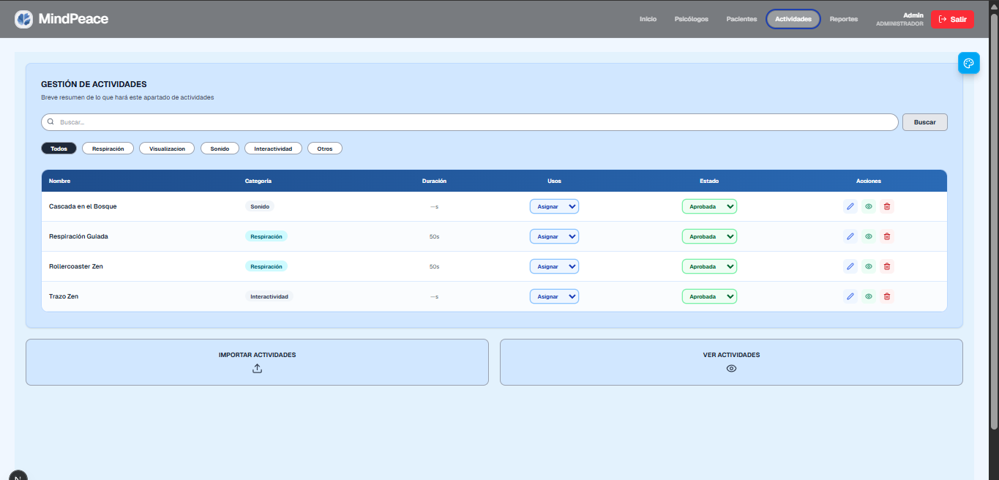 MindPeace
Inicio Psicólogos Pacientes Actividades Reportes Admin ADMINISTRADOR Salir
GESTIÓN DE ACTIVIDADES
Breve resumen de lo que hará este apartado de actividades
Buscar... Buscar
Todos Respiración Visualizacion Sonido Interactividad Otros
Nombre Categoría Duración Usos Estado Acciones
Cascada en el Bosque Sonido —s Asignar Aprobada
Respiración Guiada Respiración 50s Asignar Aprobada
Rollercoaster Zen Respiración 50s Asignar Aprobada
Trazo Zen Interactividad —s Asignar Aprobada
IMPORTAR ACTIVIDADES VER ACTIVIDADES